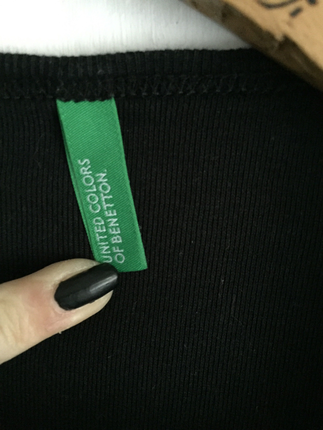 UNITED COLORS
OF BENETTON.